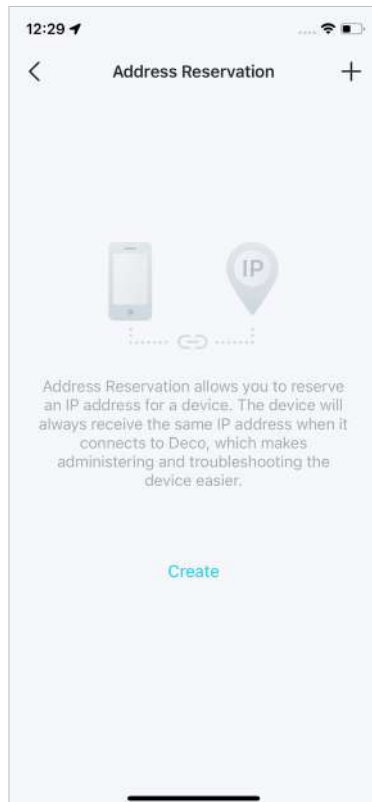 12:29
Address Reservation
IP
Address Reservation allows you to reserve
an IP address for a device. The device will
always receive the same IP address when it
connects to Deco, which makes
administering and troubleshooting the
device easier.
Create